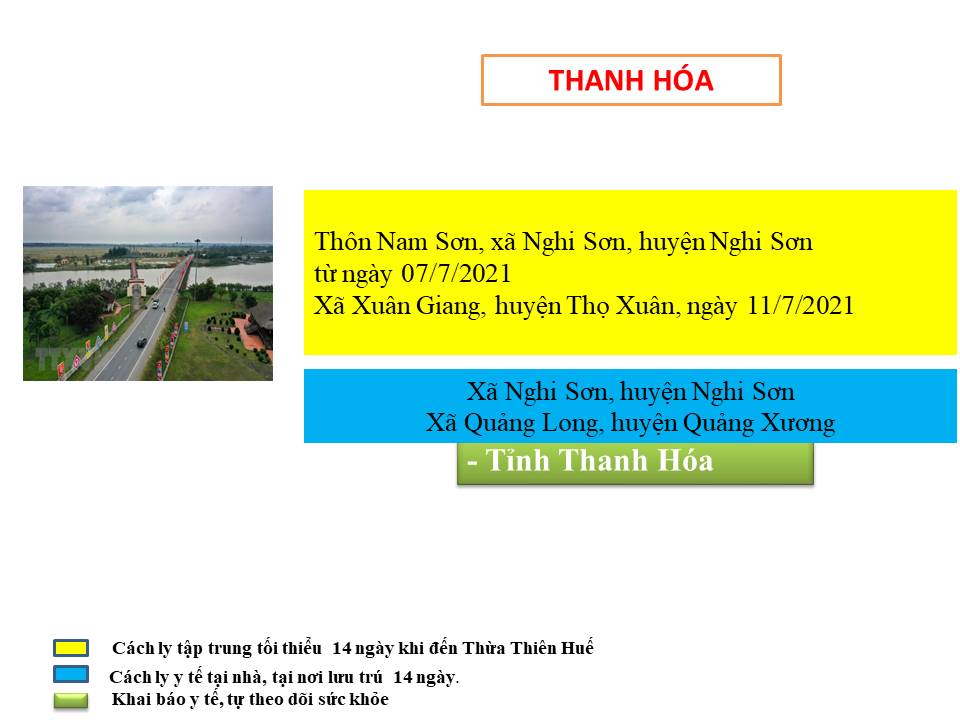 THANH HÓA
Thôn Nam Sơn, xã Nghi Sơn, huyện Nghi Sơn
từ ngày 07/7/2021
Xã Xuân Giang, huyện Thọ Xuân, ngày 11/7/2021
Xã Nghi Sơn, huyện Nghi Sơn
Xã Quảng Long, huyện Quảng Xương
- Tỉnh Thanh Hóa
Cách ly tập trung tối thiểu 14 ngày khi đến Thừa Thiên Huế
Cách ly y tế tại nhà, tại nơi lưu trú 14 ngày.
Khai báo y tế, tự theo dõi sức khỏe